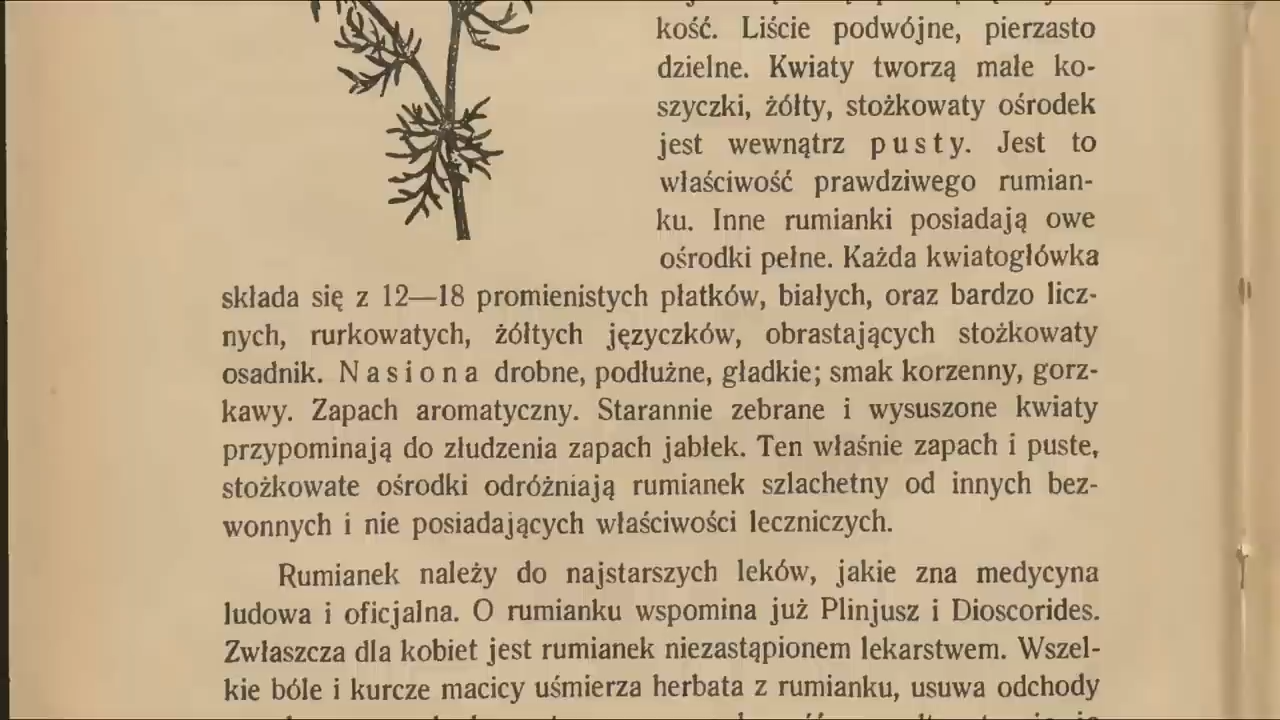 kość. Liście podwójne, pierzasto
dzielne. Kwiaty tworzą małe ko-
szyczki, żółty, stożkowaty ośrodek
jest wewnątrz pusty. Jest to
właściwość prawdziwego rumian-
ku. Inne rumianki posiadają owe
ośrodki pełne. Każda kwiatogłówka
składa się z 12—18 promienistych płatków, białych, oraz bardzo licz-
nych, rurkowatych, żółtych języczków, obrastających stożkowaty
osadnik. Nasiona drobne, podłużne, gładkie; smak korzenny, gorz-
kawy. Zapach aromatyczny. Starannie zebrane i wysuszone kwiaty
przypominają do złudzenia zapach jabłek. Ten właśnie zapach i puste,
stożkowate ośrodki odróżniają rumianek szlachetny od innych bez-
wonnych i nie posiadających właściwości leczniczych.
Rumianek należy do najstarszych leków, jakie zna medycyna
ludowa i oficjalna. O rumianku wspomina już Plinjusz i Dioscorides.
Zwłaszcza dla kobiet jest rumianek niezastąpionem lekarstwem. Wszel-
kie bóle i kurcze macicy uśmierza herbata z rumianku, usuwa odchody